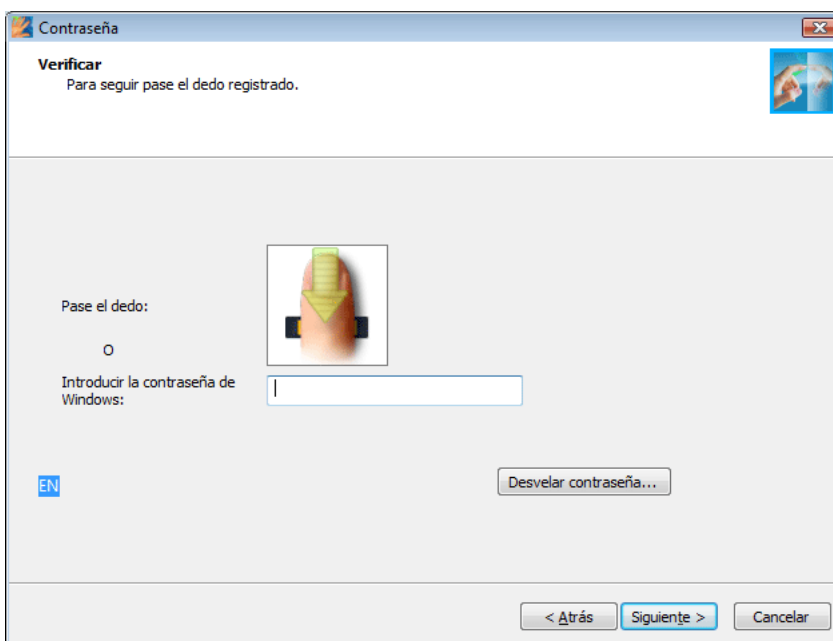 Contraseña
Verificar
Para seguir pase el dedo registrado.
Pase el dedo:
O
Introducir la contraseña de
Windows:
EN
Desvelar contraseña...
< Atrás
Siguiente >
Cancelar